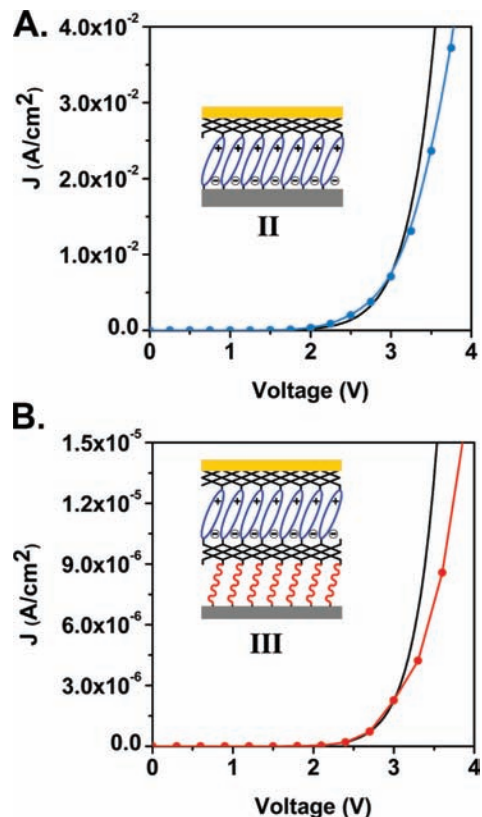 A.
J (A/cm²)
4.0x10⁻²
3.0x10⁻²
2.0x10⁻²
1.0x10⁻²
0.0
+ + + + + + +
⊖ ⊖ ⊖ ⊖ ⊖ ⊖ ⊖
II
0 1 2 3 4
Voltage (V)
B.
J (A/cm²)
1.5x10⁻⁵
1.2x10⁻⁵
9.0x10⁻⁶
6.0x10⁻⁶
3.0x10⁻⁶
0.0
+ + + + + + +
⊖ ⊖ ⊖ ⊖ ⊖ ⊖ ⊖
III
0 1 2 3 4
Voltage (V)